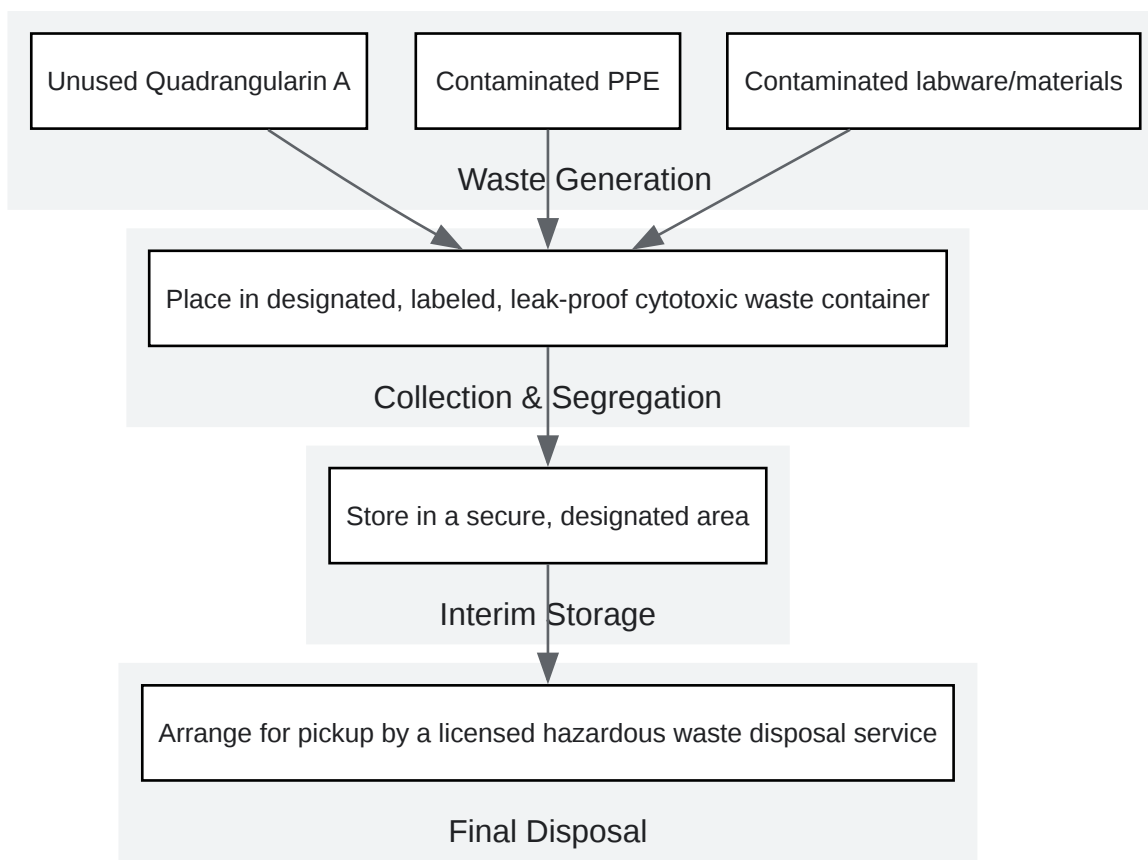 Unused Quadrangularin A
Contaminated PPE
Contaminated labware/materials
Waste Generation
Place in designated, labeled, leak-proof cytotoxic waste container
Collection & Segregation
Store in a secure, designated area
Interim Storage
Arrange for pickup by a licensed hazardous waste disposal service
Final Disposal